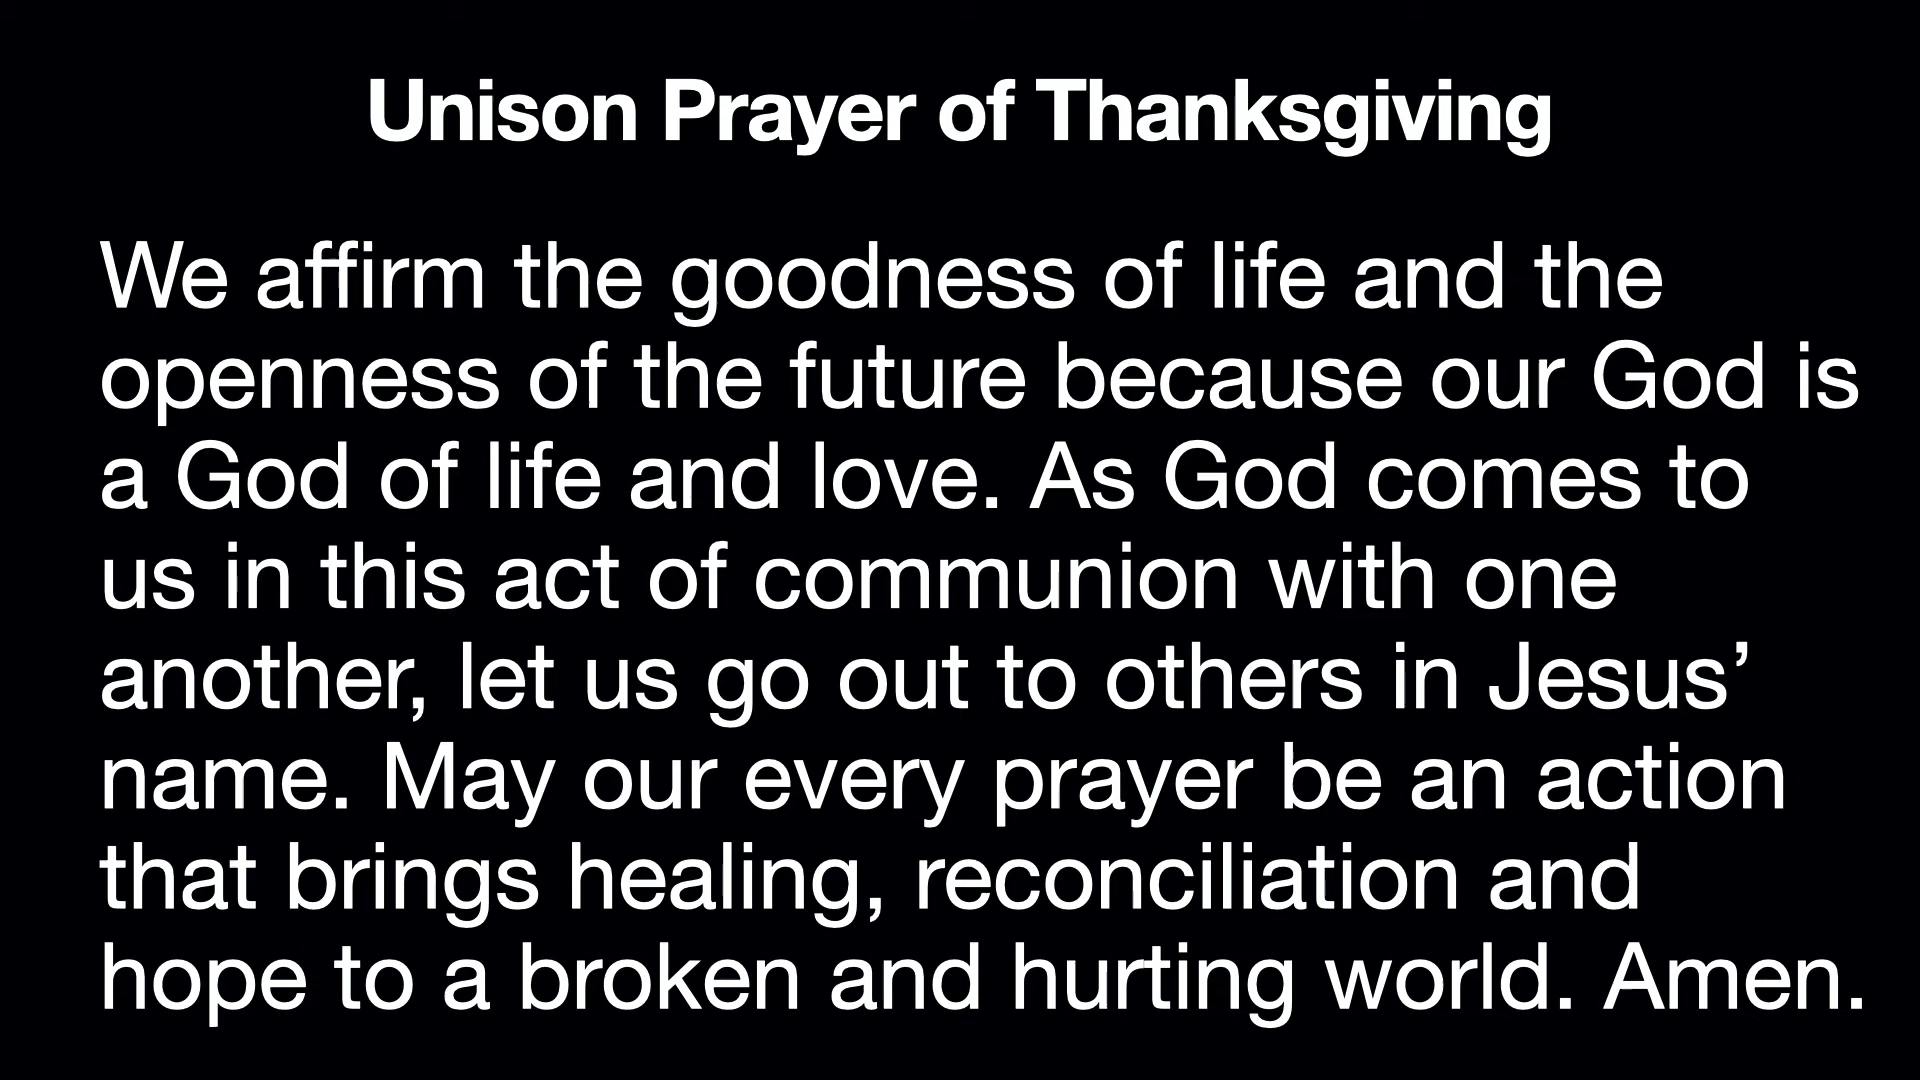 Unison Prayer of Thanksgiving
We affirm the goodness of life and the
openness of the future because our God is
a God of life and love. As God comes to
us in this act of communion with one
another, let us go out to others in Jesus’
name. May our every prayer be an action
that brings healing, reconciliation and
hope to a broken and hurting world. Amen.